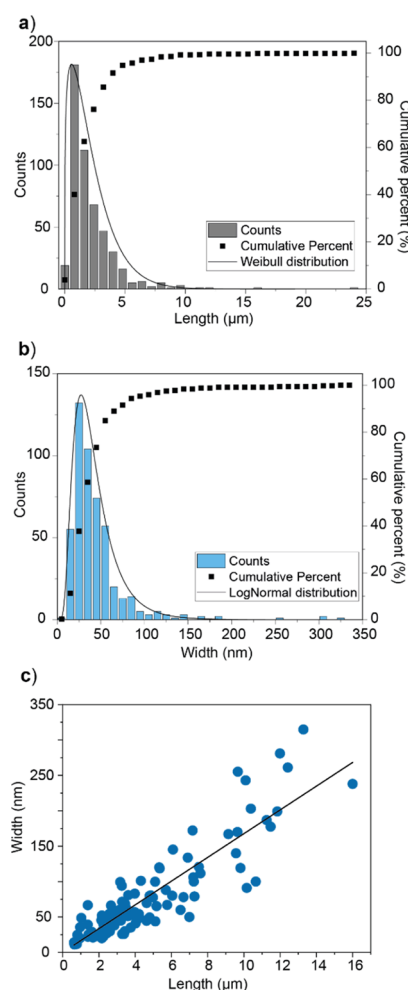 a)
200
150
100
50
0
Counts
100
80
60
40
20
0
Cumulative percent (%)
Counts
Cumulative Percent
Weibull distribution
0 5 10 15 20 25
Length (µm)
b)
150
100
50
0
Counts
100
80
60
40
20
0
Cumulative percent (%)
Counts
Cumulative Percent
LogNormal distribution
0 50 100 150 200 250 300 350
Width (nm)
c)
350
250
150
50
0
Width (nm)
0 2 4 6 8 10 12 14 16
Length (µm)